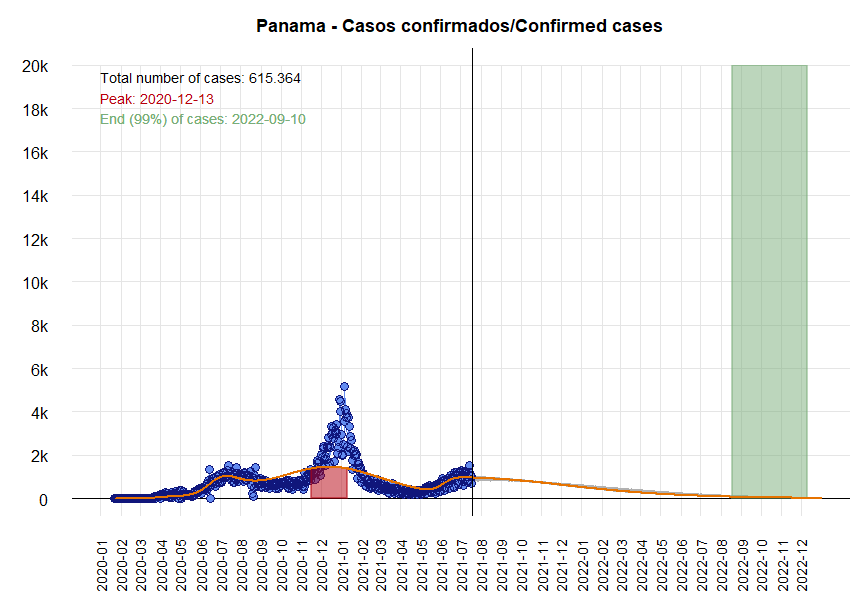 Panama - Casos confirmados/Confirmed cases
20k
18k
16k
14k
12k
10k
8k
6k
4k
2k
0
Total number of cases: 615.364
Peak: 2020-12-13
End (99%) of cases: 2022-09-10
2020-01
2020-02
2020-03
2020-04
2020-05
2020-06
2020-07
2020-08
2020-09
2020-10
2020-11
2020-12
2021-01
2021-02
2021-03
2021-04
2021-05
2021-06
2021-07
2021-08
2021-09
2021-10
2021-11
2021-12
2022-01
2022-02
2022-03
2022-04
2022-05
2022-06
2022-07
2022-08
2022-09
2022-10
2022-11
2022-12